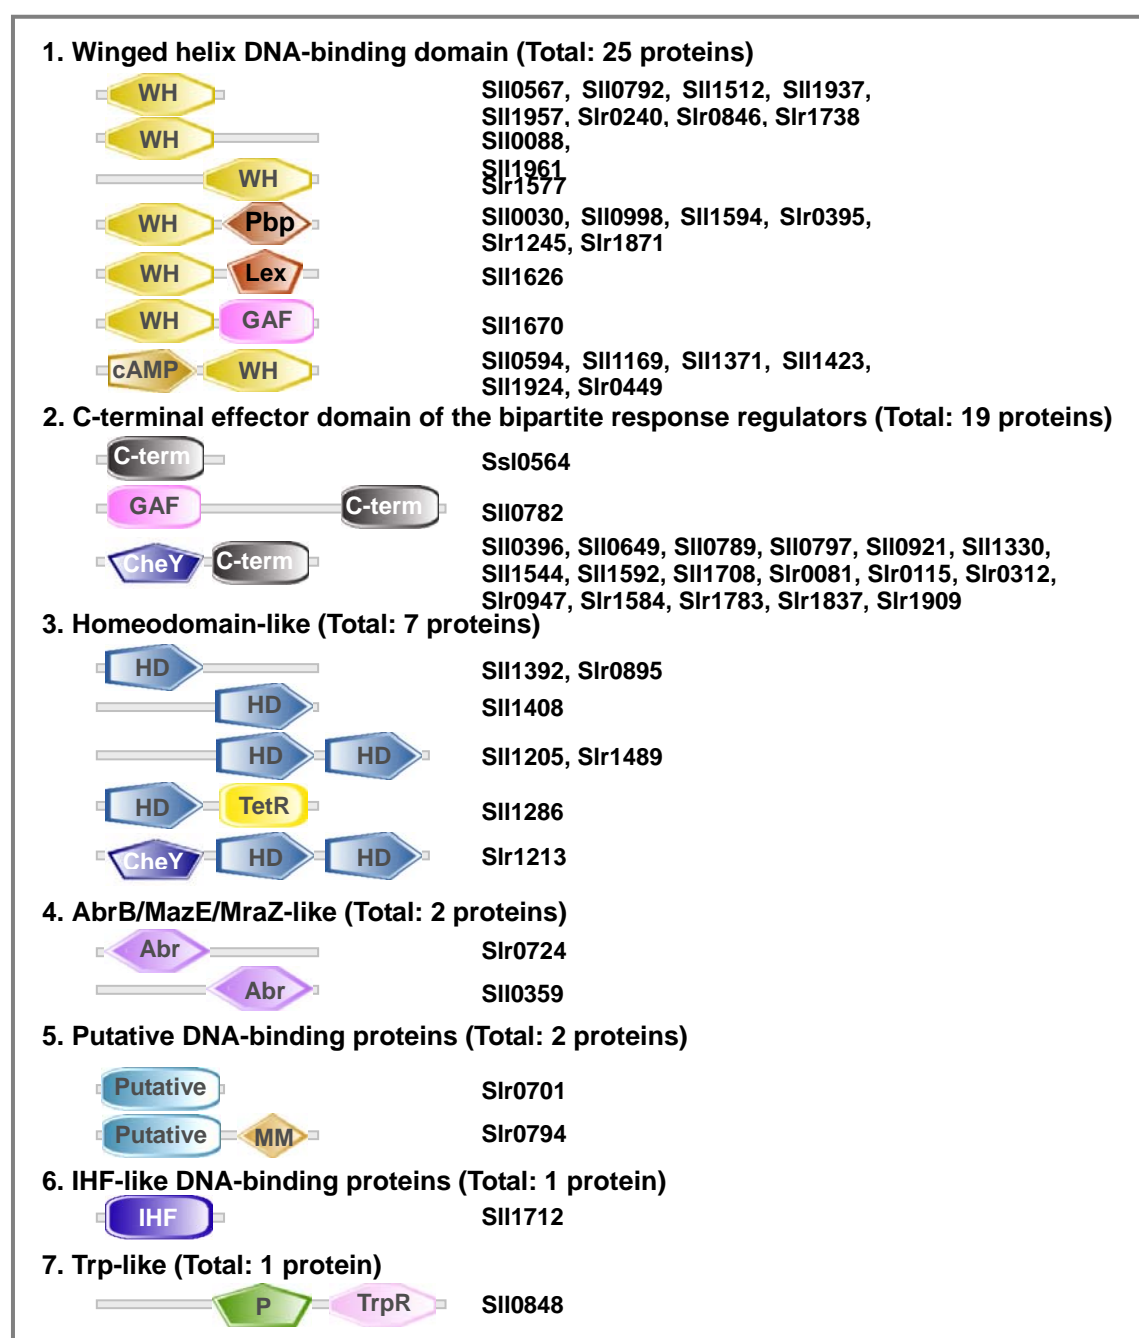 1. Winged helix DNA-binding domain (Total: 25 proteins)
WH
Sll0567, Sll0792, Sll1512, Sll1937,
Sll1957, Slr0240, Slr0846, Slr1738
WH
Sll0088,
Sll1961
WH
Slr1577
WH Pbp
Sll0030, Sll0998, Sll1594, Slr0395,
Slr1245, Slr1871
WH Lex
Sll1626
WH GAF
Sll1670
cAMP WH
Sll0594, Sll1169, Sll1371, Sll1423,
Sll1924, Slr0449
2. C-terminal effector domain of the bipartite response regulators (Total: 19 proteins)
C-term
Ssl0564
GAF C-term
Sll0782
CheY C-term
Sll0396, Sll0649, Sll0789, Sll0797, Sll0921, Sll1330,
Sll1544, Sll1592, Sll1708, Slr0081, Slr0115, Slr0312,
Slr0947, Slr1584, Slr1783, Slr1837, Slr1909
3. Homeodomain-like (Total: 7 proteins)
HD
Sll1392, Slr0895
HD
Sll1408
HD HD
Sll1205, Slr1489
HD TetR
Sll1286
CheY HD HD
Slr1213
4. AbrB/MazE/MraZ-like (Total: 2 proteins)
Abr
Slr0724
Abr
Sll0359
5. Putative DNA-binding proteins (Total: 2 proteins)
Putative
Slr0701
Putative MM
Slr0794
6. IHF-like DNA-binding proteins (Total: 1 protein)
IHF
Sll1712
7. Trp-like (Total: 1 protein)
P TrpR
Sll0848